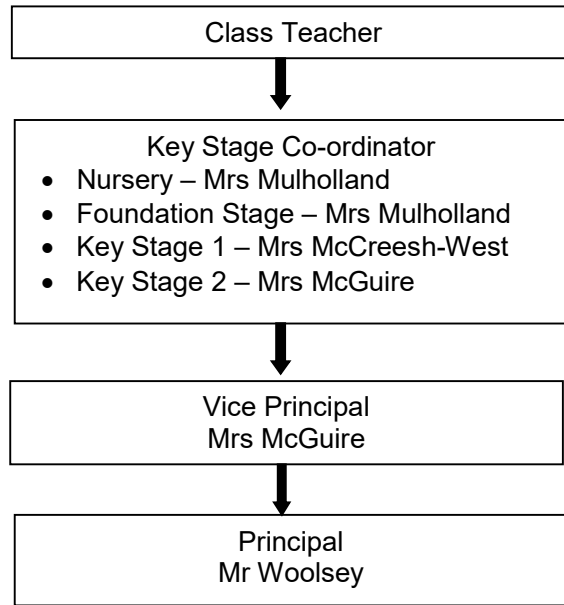 Class Teacher
Key Stage Co-ordinator
• Nursery – Mrs Mulholland
• Foundation Stage – Mrs Mulholland
• Key Stage 1 – Mrs McCreesh-West
• Key Stage 2 – Mrs McGuire
Vice Principal
Mrs McGuire
Principal
Mr Woolsey